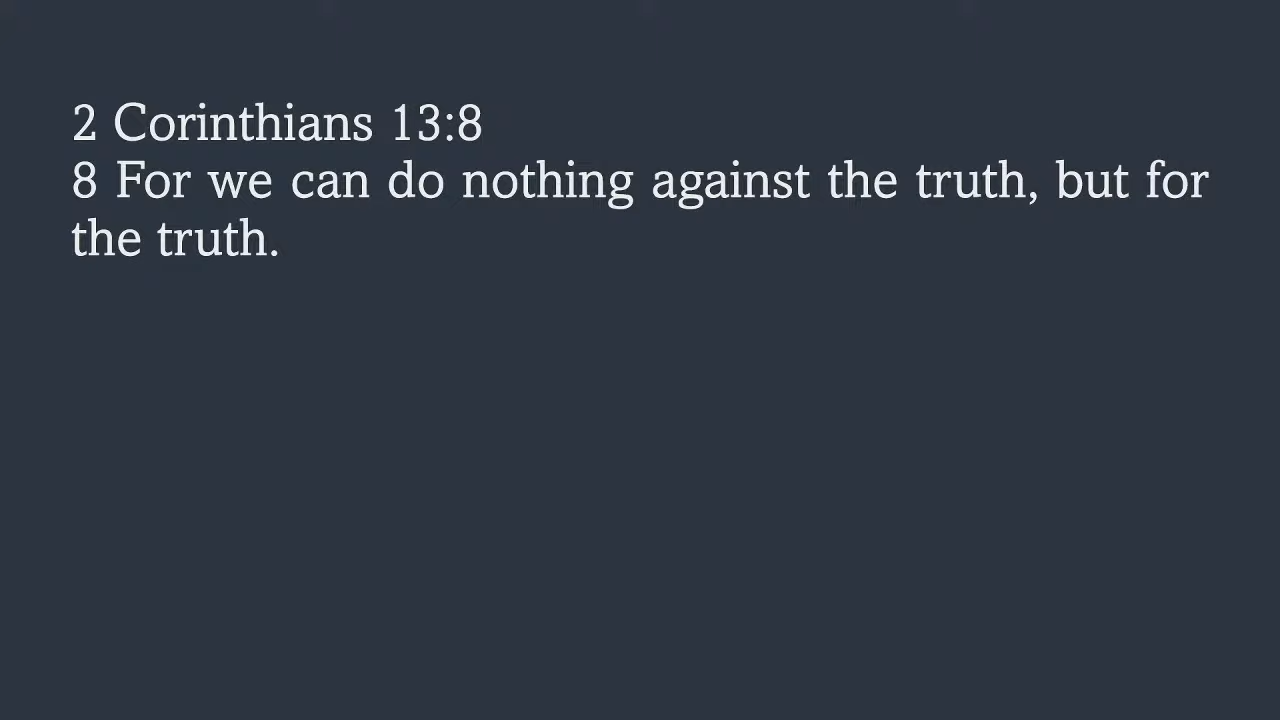 2 Corinthians 13:8
8 For we can do nothing against the truth, but for
the truth.